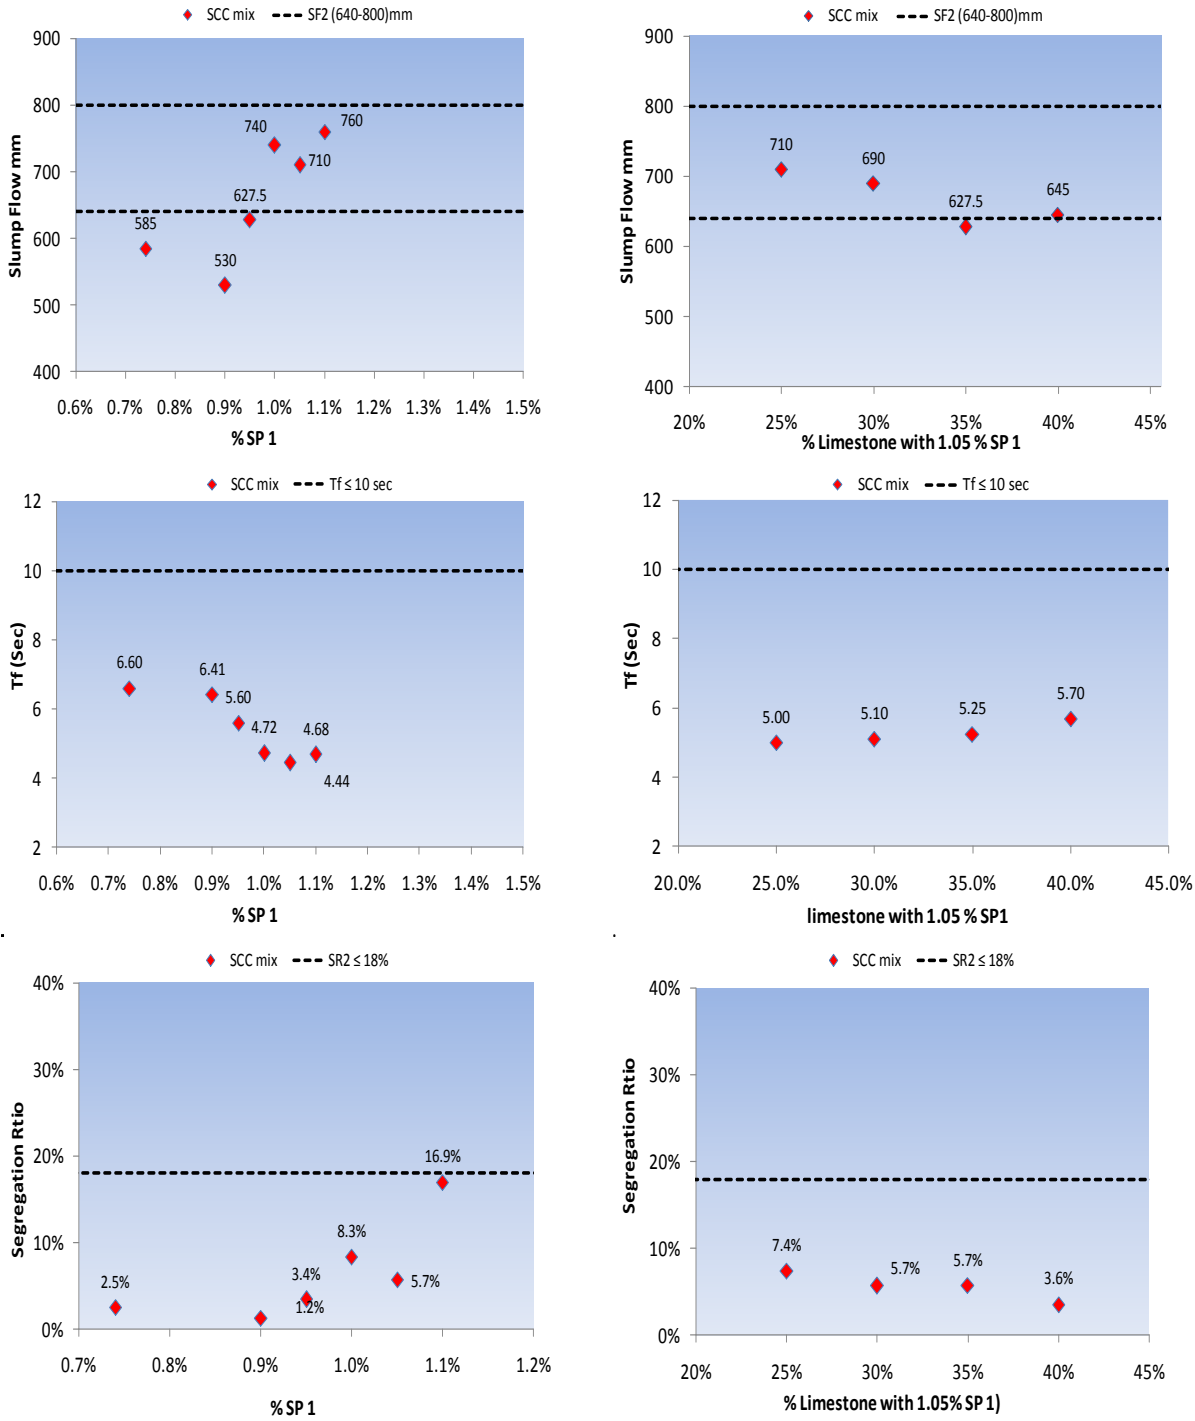 SCC mix SF2 (640-800)mm
900
800
700
600
500
400
Slump Flow mm
740
760
710
627.5
585
530
0.6% 0.7% 0.8% 0.9% 1.0% 1.1% 1.2% 1.3% 1.4% 1.5%
% SP 1
SCC mix SF2 (640-800)mm
900
800
700
600
500
400
Slump Flow mm
710
690
627.5
645
20% 25% 30% 35% 40% 45%
% Limestone with 1.05 % SP 1
SCC mix Tf ≤ 10 sec
12
10
8
6
4
2
Tf (Sec)
6.60
6.41
5.60
4.72
4.68
4.44
0.6% 0.7% 0.8% 0.9% 1.0% 1.1% 1.2% 1.3% 1.4% 1.5%
% SP 1
SCC mix Tf ≤ 10 sec
12
10
8
6
4
2
Tf (Sec)
5.00
5.10
5.25
5.70
20.0% 25.0% 30.0% 35.0% 40.0% 45.0%
limestone with 1.05 % SP1
SCC mix SR2 ≤ 18%
40%
30%
20%
10%
0%
Segregation Rtio
16.9%
8.3%
2.5%
3.4%
5.7%
1.2%
0.7% 0.8% 0.9% 1.0% 1.1% 1.2%
% SP 1
SCC mix SR2 ≤ 18%
40%
30%
20%
10%
0%
Segregation Rtio
7.4%
5.7%
5.7%
3.6%
20% 25% 30% 35% 40% 45%
% Limestone with 1.05% SP 1)